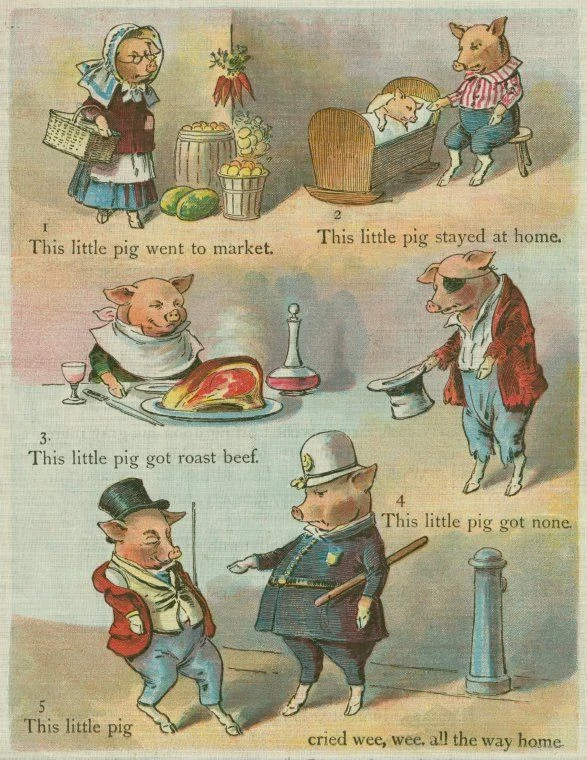 1
This little pig went to market.
2
This little pig stayed at home.
3.
This little pig got roast beef.
4
This little pig got none.
5
This little pig
cried wee, wee. all the way home.